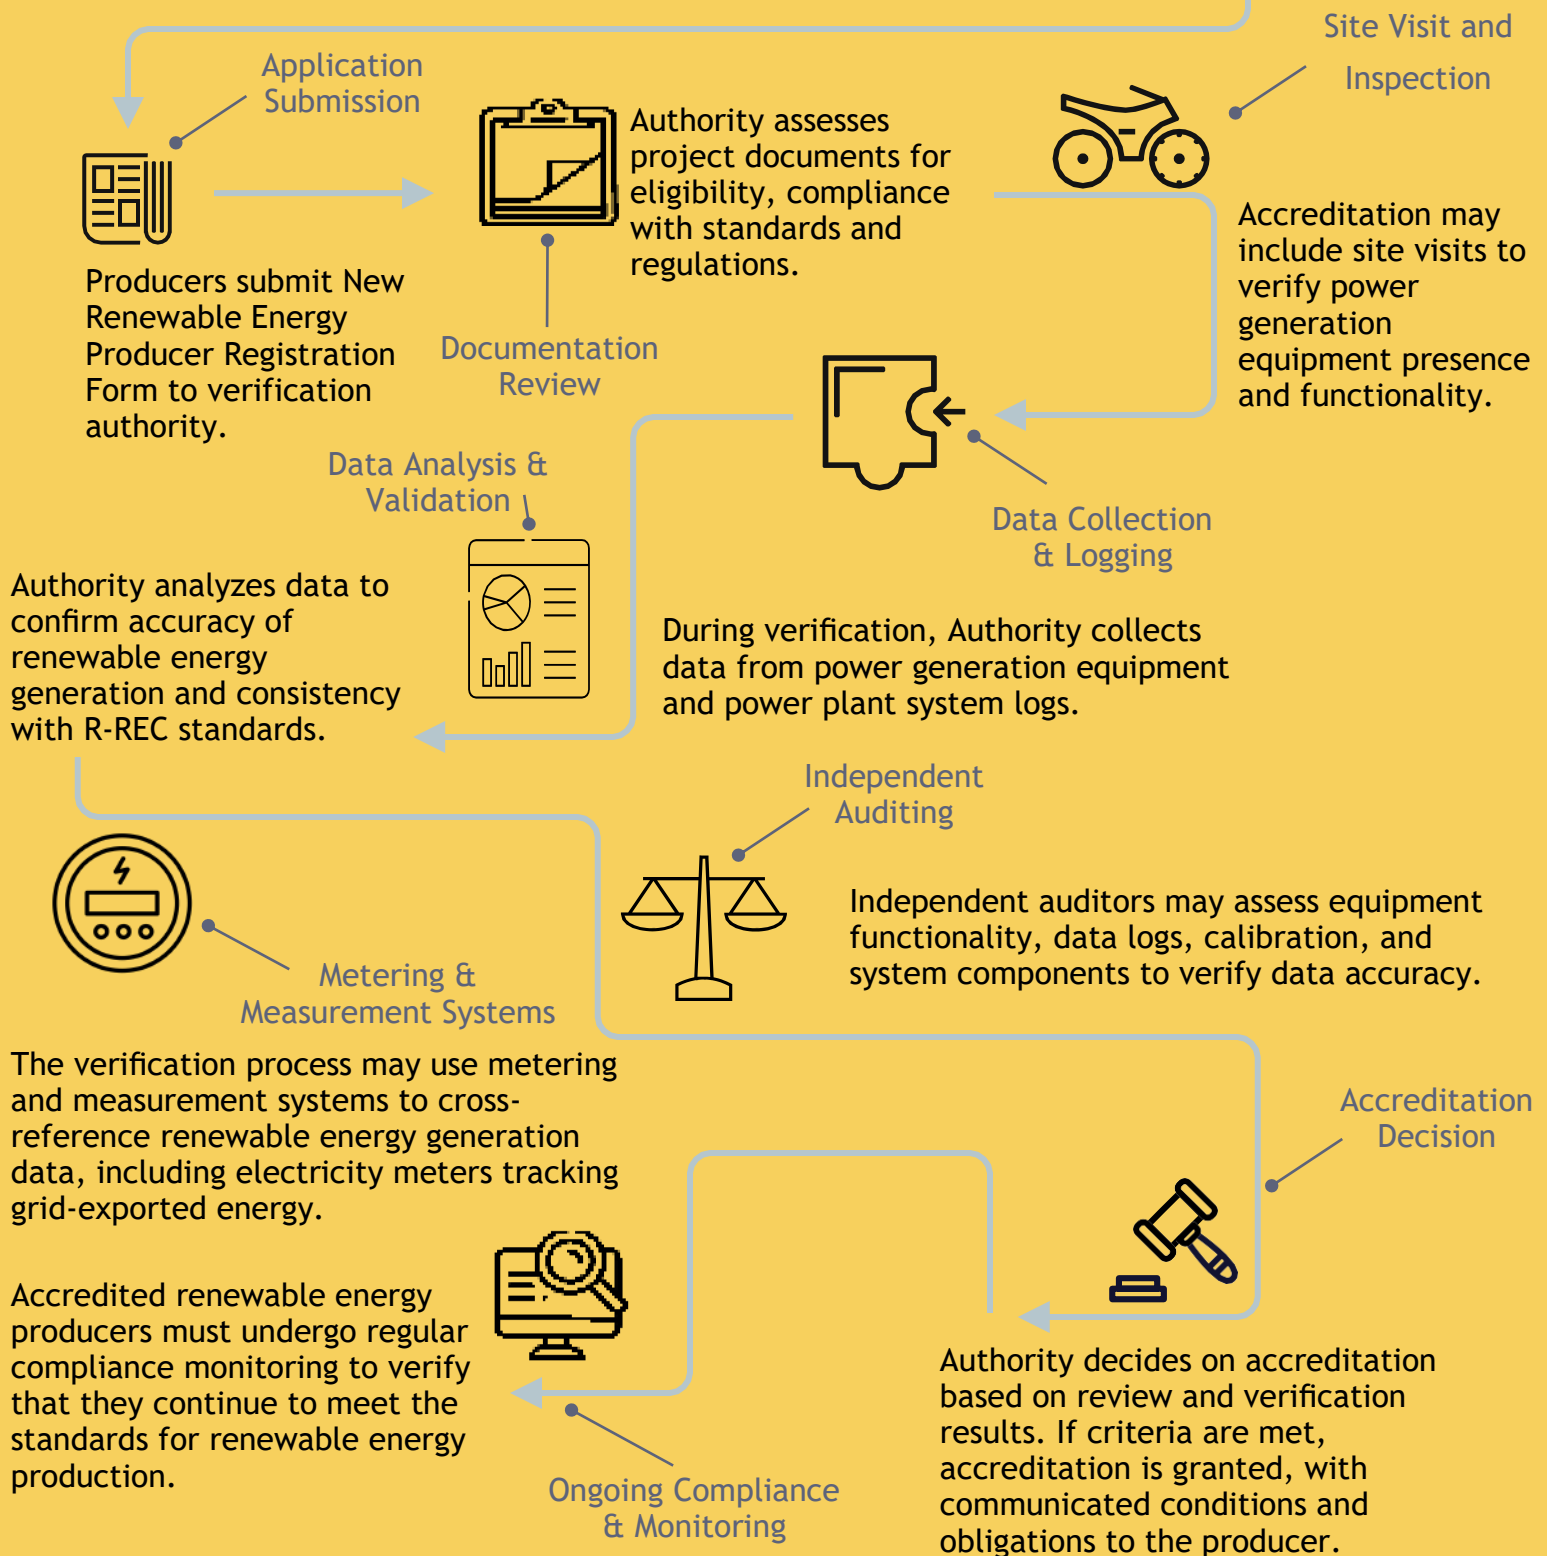 Application
Submission
Producers submit New
Renewable Energy
Producer Registration
Form to verification
authority.
Authority assesses
project documents for
eligibility, compliance
with standards and
regulations.
Documentation
Review
Site Visit and
Inspection
Accreditation may
include site visits to
verify power
generation
equipment presence
and functionality.
Data Collection
& Logging
During verification, Authority collects
data from power generation equipment
and power plant system logs.
Data Analysis &
Validation
Authority analyzes data to
confirm accuracy of
renewable energy
generation and consistency
with R-REC standards.
Metering &
Measurement Systems
The verification process may use metering
and measurement systems to cross-
reference renewable energy generation
data, including electricity meters tracking
grid-exported energy.
Independent
Auditing
Independent auditors may assess equipment
functionality, data logs, calibration, and
system components to verify data accuracy.
Accreditation
Decision
Authority decides on accreditation
based on review and verification
results. If criteria are met,
accreditation is granted, with
communicated conditions and
obligations to the producer.
Accredited renewable energy
producers must undergo regular
compliance monitoring to verify
that they continue to meet the
standards for renewable energy
production.
Ongoing Compliance
& Monitoring